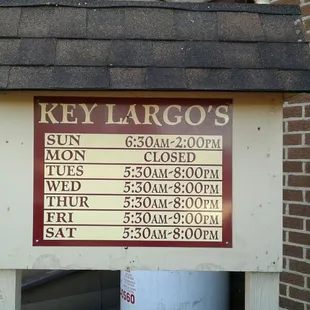 KEY LARGO'S
SUN 6:30AM-2:00PM
MON CLOSED
TUES 5:30AM-8:00PM
WED 5:30AM-8:00PM
THUR 5:30AM-8:00PM
FRI 5:30AM-9:00PM
SAT 5:30AM-8:00PM